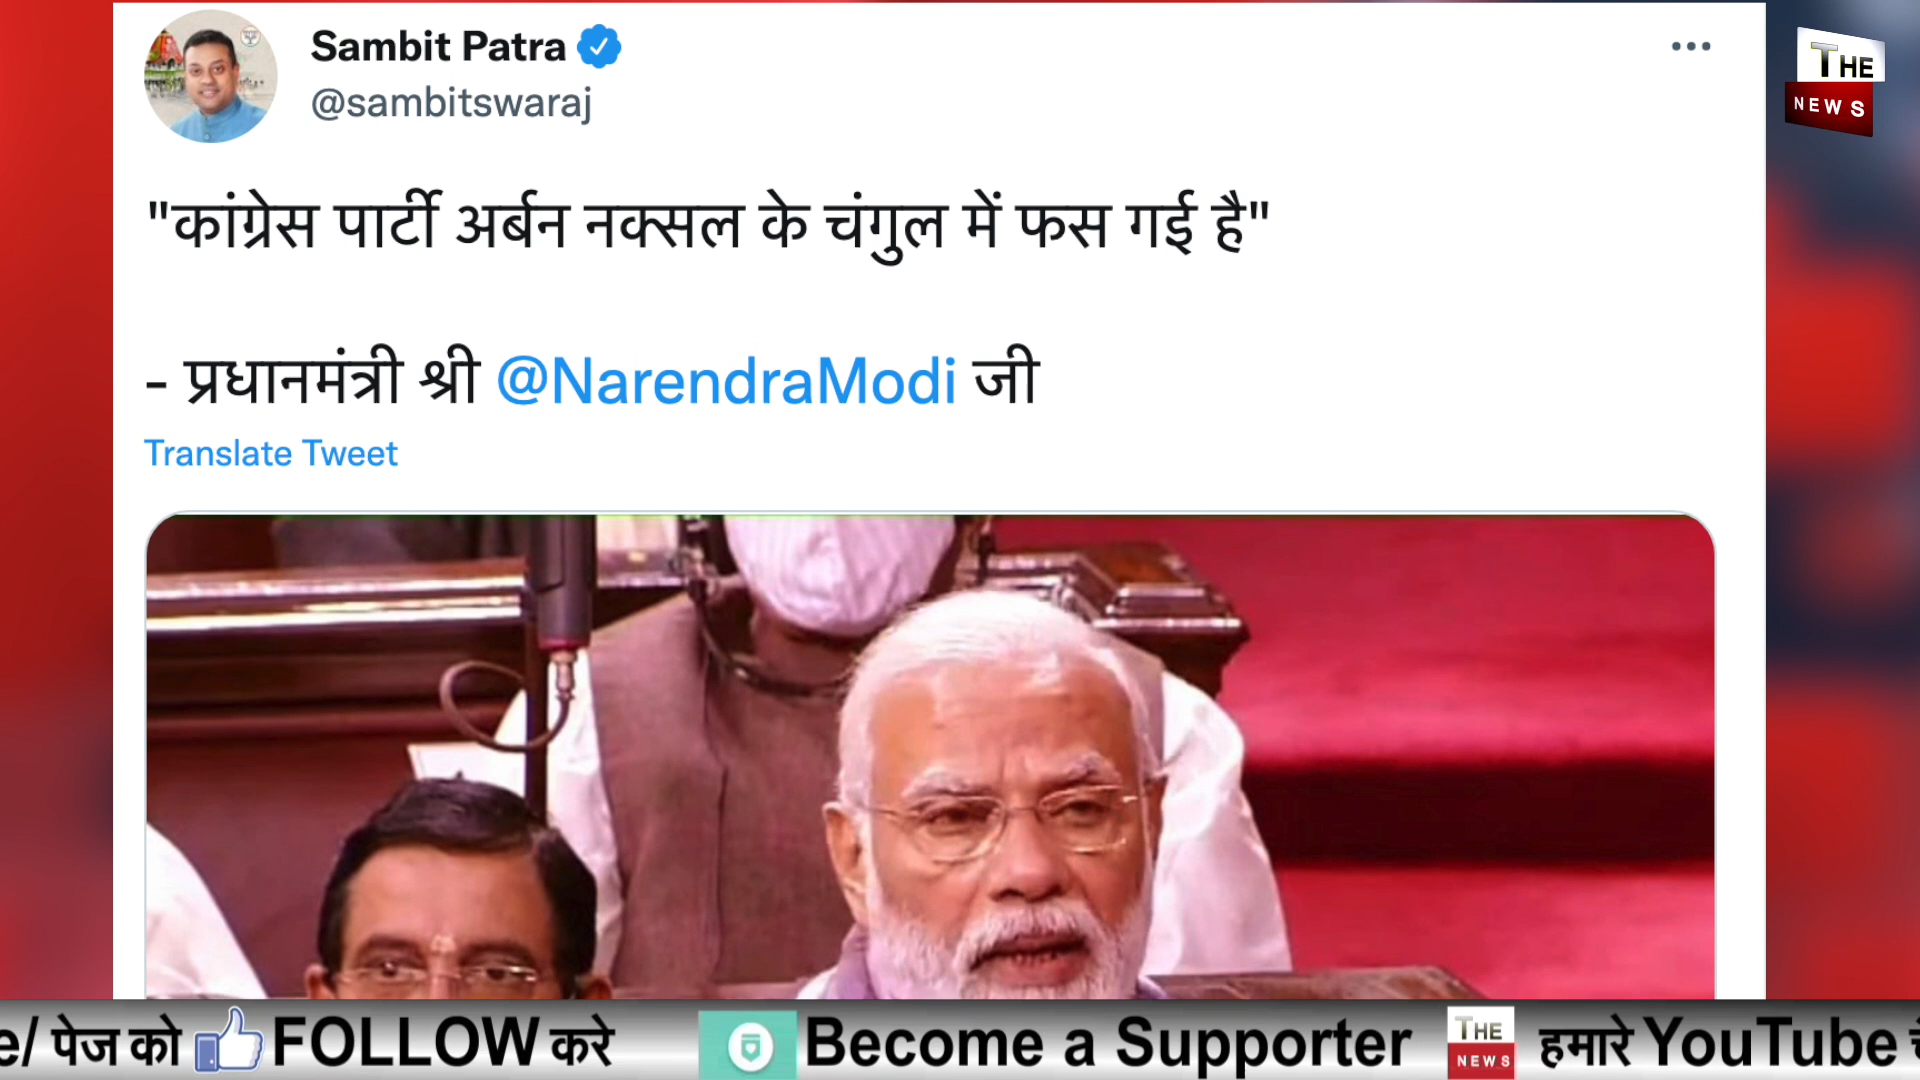 Sambit Patra
@sambitswaraj
THE
NEWS
"कांग्रेस पार्टी अर्बन नक्सल के चंगुल में फस गई है"
- प्रधानमंत्री श्री @NarendraModi जी
Translate Tweet
e/ पेज को FOLLOW करे Become a Supporter THE NEWS हमारे YouTube